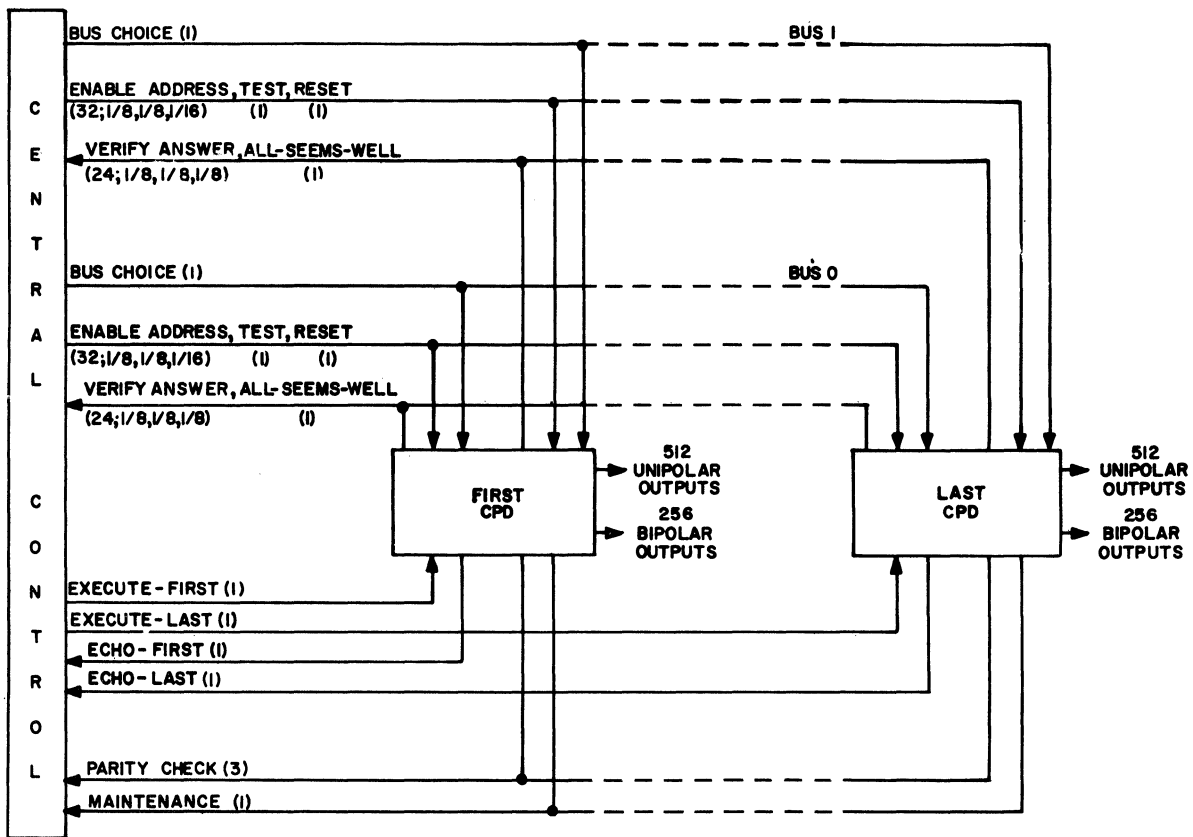 BUS CHOICE (1)
BUS 1
ENABLE ADDRESS, TEST, RESET
(32; 1/8, 1/8, 1/16) (1) (1)
VERIFY ANSWER, ALL-SEEMS-WELL
(24; 1/8, 1/8, 1/8) (1)
BUS CHOICE (1)
BUS 0
ENABLE ADDRESS, TEST, RESET
(32; 1/8, 1/8, 1/16) (1) (1)
VERIFY ANSWER, ALL-SEEMS-WELL
(24; 1/8, 1/8, 1/8) (1)
CENTRAL CONTROL
FIRST
CPD
512
UNIPOLAR
OUTPUTS
256
BIPOLAR
OUTPUTS
LAST
CPD
512
UNIPOLAR
OUTPUTS
256
BIPOLAR
OUTPUTS
EXECUTE-FIRST (1)
EXECUTE-LAST (1)
ECHO-FIRST (1)
ECHO-LAST (1)
PARITY CHECK (3)
MAINTENANCE (1)